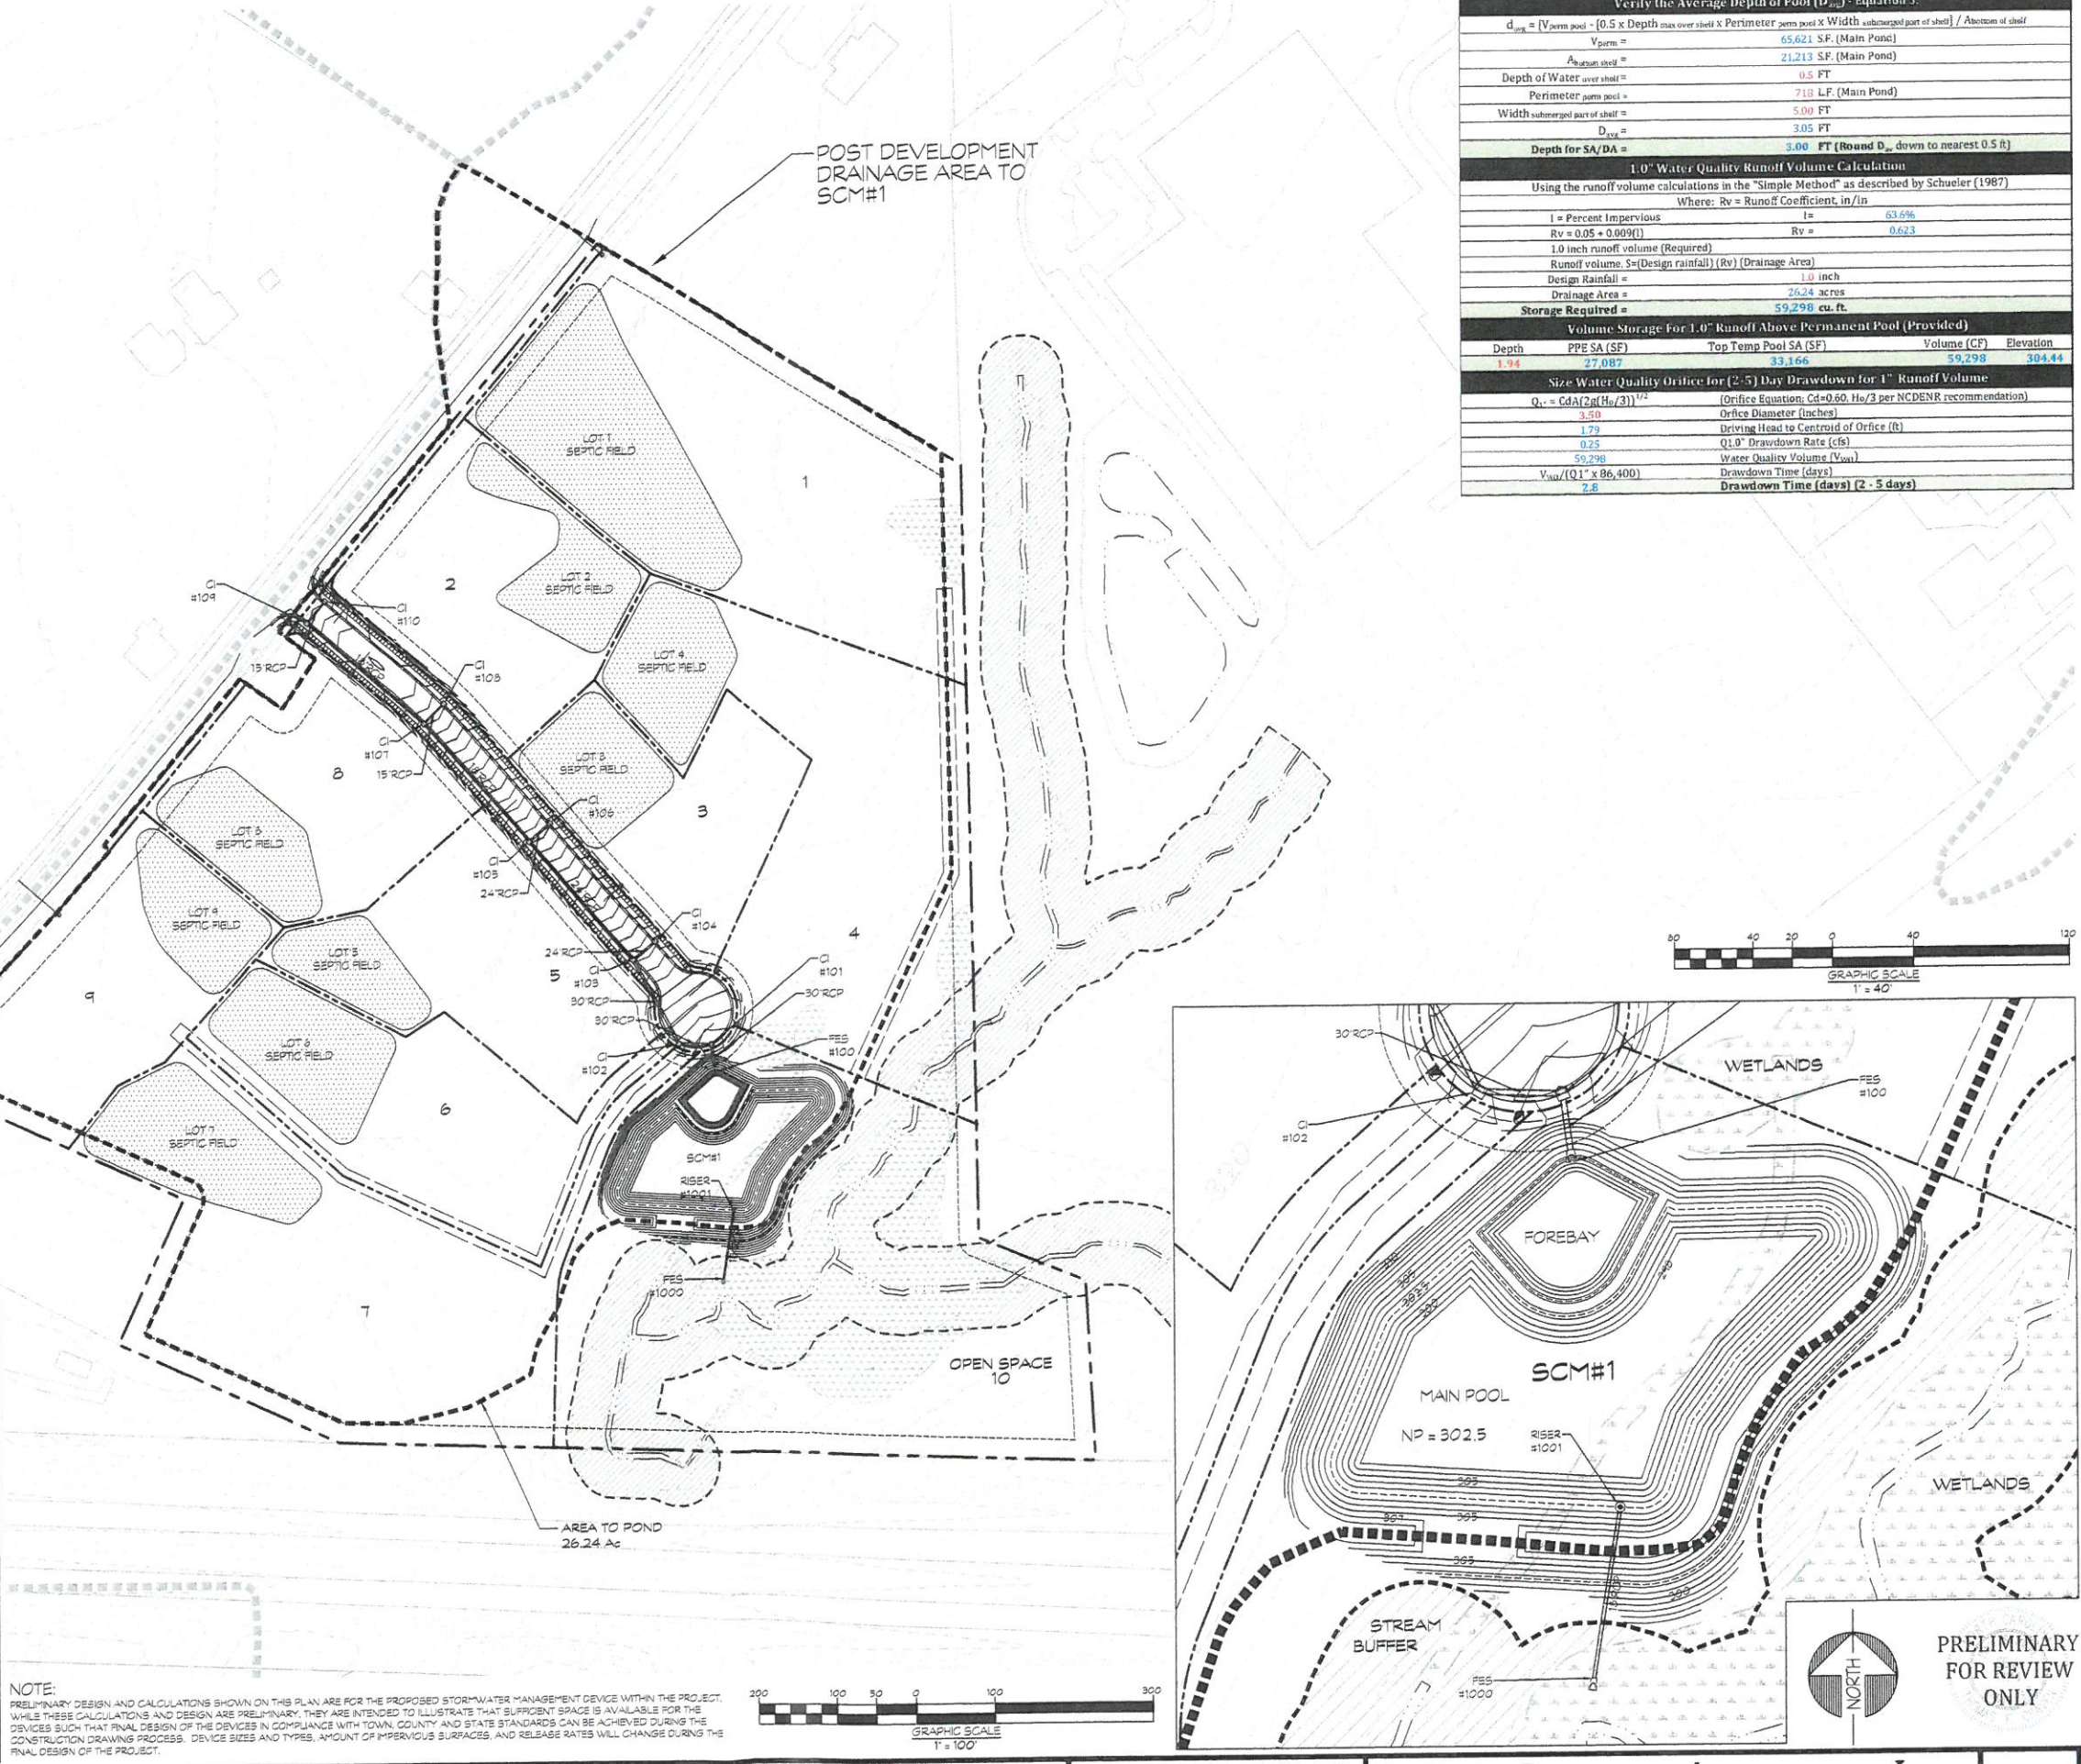 Verify the Average Depth of Pool
65,621 S.F. (Main Pond)
21,213 S.F. (Main Pond)
Depth of Water over shelf = 0.5 FT
Perimeter perm pool = 718 L.F. (Main Pond)
Width submerged part of shelf = 5.00 FT
3.05 FT
Depth for SA/DA = 3.00 FT (Round D down to nearest 0.5 ft)
1.0" Water Quality Runoff Volume Calculation
Using the runoff volume calculations in the "Simple Method" as described by Schueler (1987)
Where: Rv = Runoff Coefficient, in/in
I = Percent Impervious I= 63.6%
Rv = 0.05 + 0.009(I) Rv = 0.623
1.0 inch runoff volume (Required)
Runoff volume, S=(Design rainfall) (Rv) (Drainage Area)
Design Rainfall = 1.0 inch
Drainage Area = 26.24 acres
Storage Required = 59,298 cu. ft.
Volume Storage For 1.0" Runoff Above Permanent Pool (Provided)
Depth PPE SA (SF) Top Temp Pool SA (SF) Volume (CF) Elevation
1.94 27,087 33,166 59,298 304.44
Size Water Quality Orifice for (2-5) Day Drawdown for 1" Runoff Volume
(Orifice Equation; Cd=0.60, Ho/3 per NCDENR recommendation)
3.50 Orfice Diameter (inches)
1.79 Driving Head to Centroid of Orfice (ft)
0.25 Q1.0" Drawdown Rate (cfs)
59,298 Water Quality Volume
Drawdown Time (days)
2.8 Drawdown Time (days) (2 - 5 days)
POST DEVELOPMENT
DRAINAGE AREA TO
SCM#1
LOT 1
SEPTIC FIELD
1
2
LOT 2
SEPTIC FIELD
CI
#109
CI
#110
LOT 4
SEPTIC FIELD
15"RCP
CI
#107
15"RCP
8
LOT 3
SEPTIC FIELD
3
CI
#106
SEPTIC FIELD
CI
#105
24"RCP
LOT 9
SEPTIC FIELD
CI
#104
4
LOT 5
SEPTIC FIELD
24"RCP
5
CI
#103
30"RCP
30"RCP
CI
#101
30"RCP
9
LOT 6
SEPTIC FIELD
CI
#102
FES
#100
6
LOT 7
SEPTIC FIELD
SCM#1
RISER
#1001
FES
#1000
7
OPEN SPACE
10
AREA TO POND
26.24 Ac
80 40 20 0 40 120
GRAPHIC SCALE
1" = 40'
30"RCP
WETLANDS
FES
#100
CI
#102
FOREBAY
SCM#1
MAIN POOL
NP = 302.5
RISER
#1001
305
305
WETLANDS
STREAM
BUFFER
FES
#1000
NORTH
PRELIMINARY
FOR REVIEW
ONLY
NOTE:
PRELIMINARY DESIGN AND CALCULATIONS SHOWN ON THIS PLAN ARE FOR THE PROPOSED STORMWATER MANAGEMENT DEVICE WITHIN THE PROJECT.
WHILE THESE CALCULATIONS AND DESIGN ARE PRELIMINARY, THEY ARE INTENDED TO ILLUSTRATE THAT SUFFICIENT SPACE IS AVAILABLE FOR THE
DEVICES SUCH THAT FINAL DESIGN OF THE DEVICES IN COMPLIANCE WITH TOWN, COUNTY AND STATE STANDARDS CAN BE ACHIEVED DURING THE
CONSTRUCTION DRAWING PROCESS. DEVICE SIZES AND TYPES, AMOUNT OF IMPERVIOUS SURFACES, AND RELEASE RATES WILL CHANGE DURING THE
FINAL DESIGN OF THE PROJECT.
200 100 50 0 100 300
GRAPHIC SCALE
1" = 100'